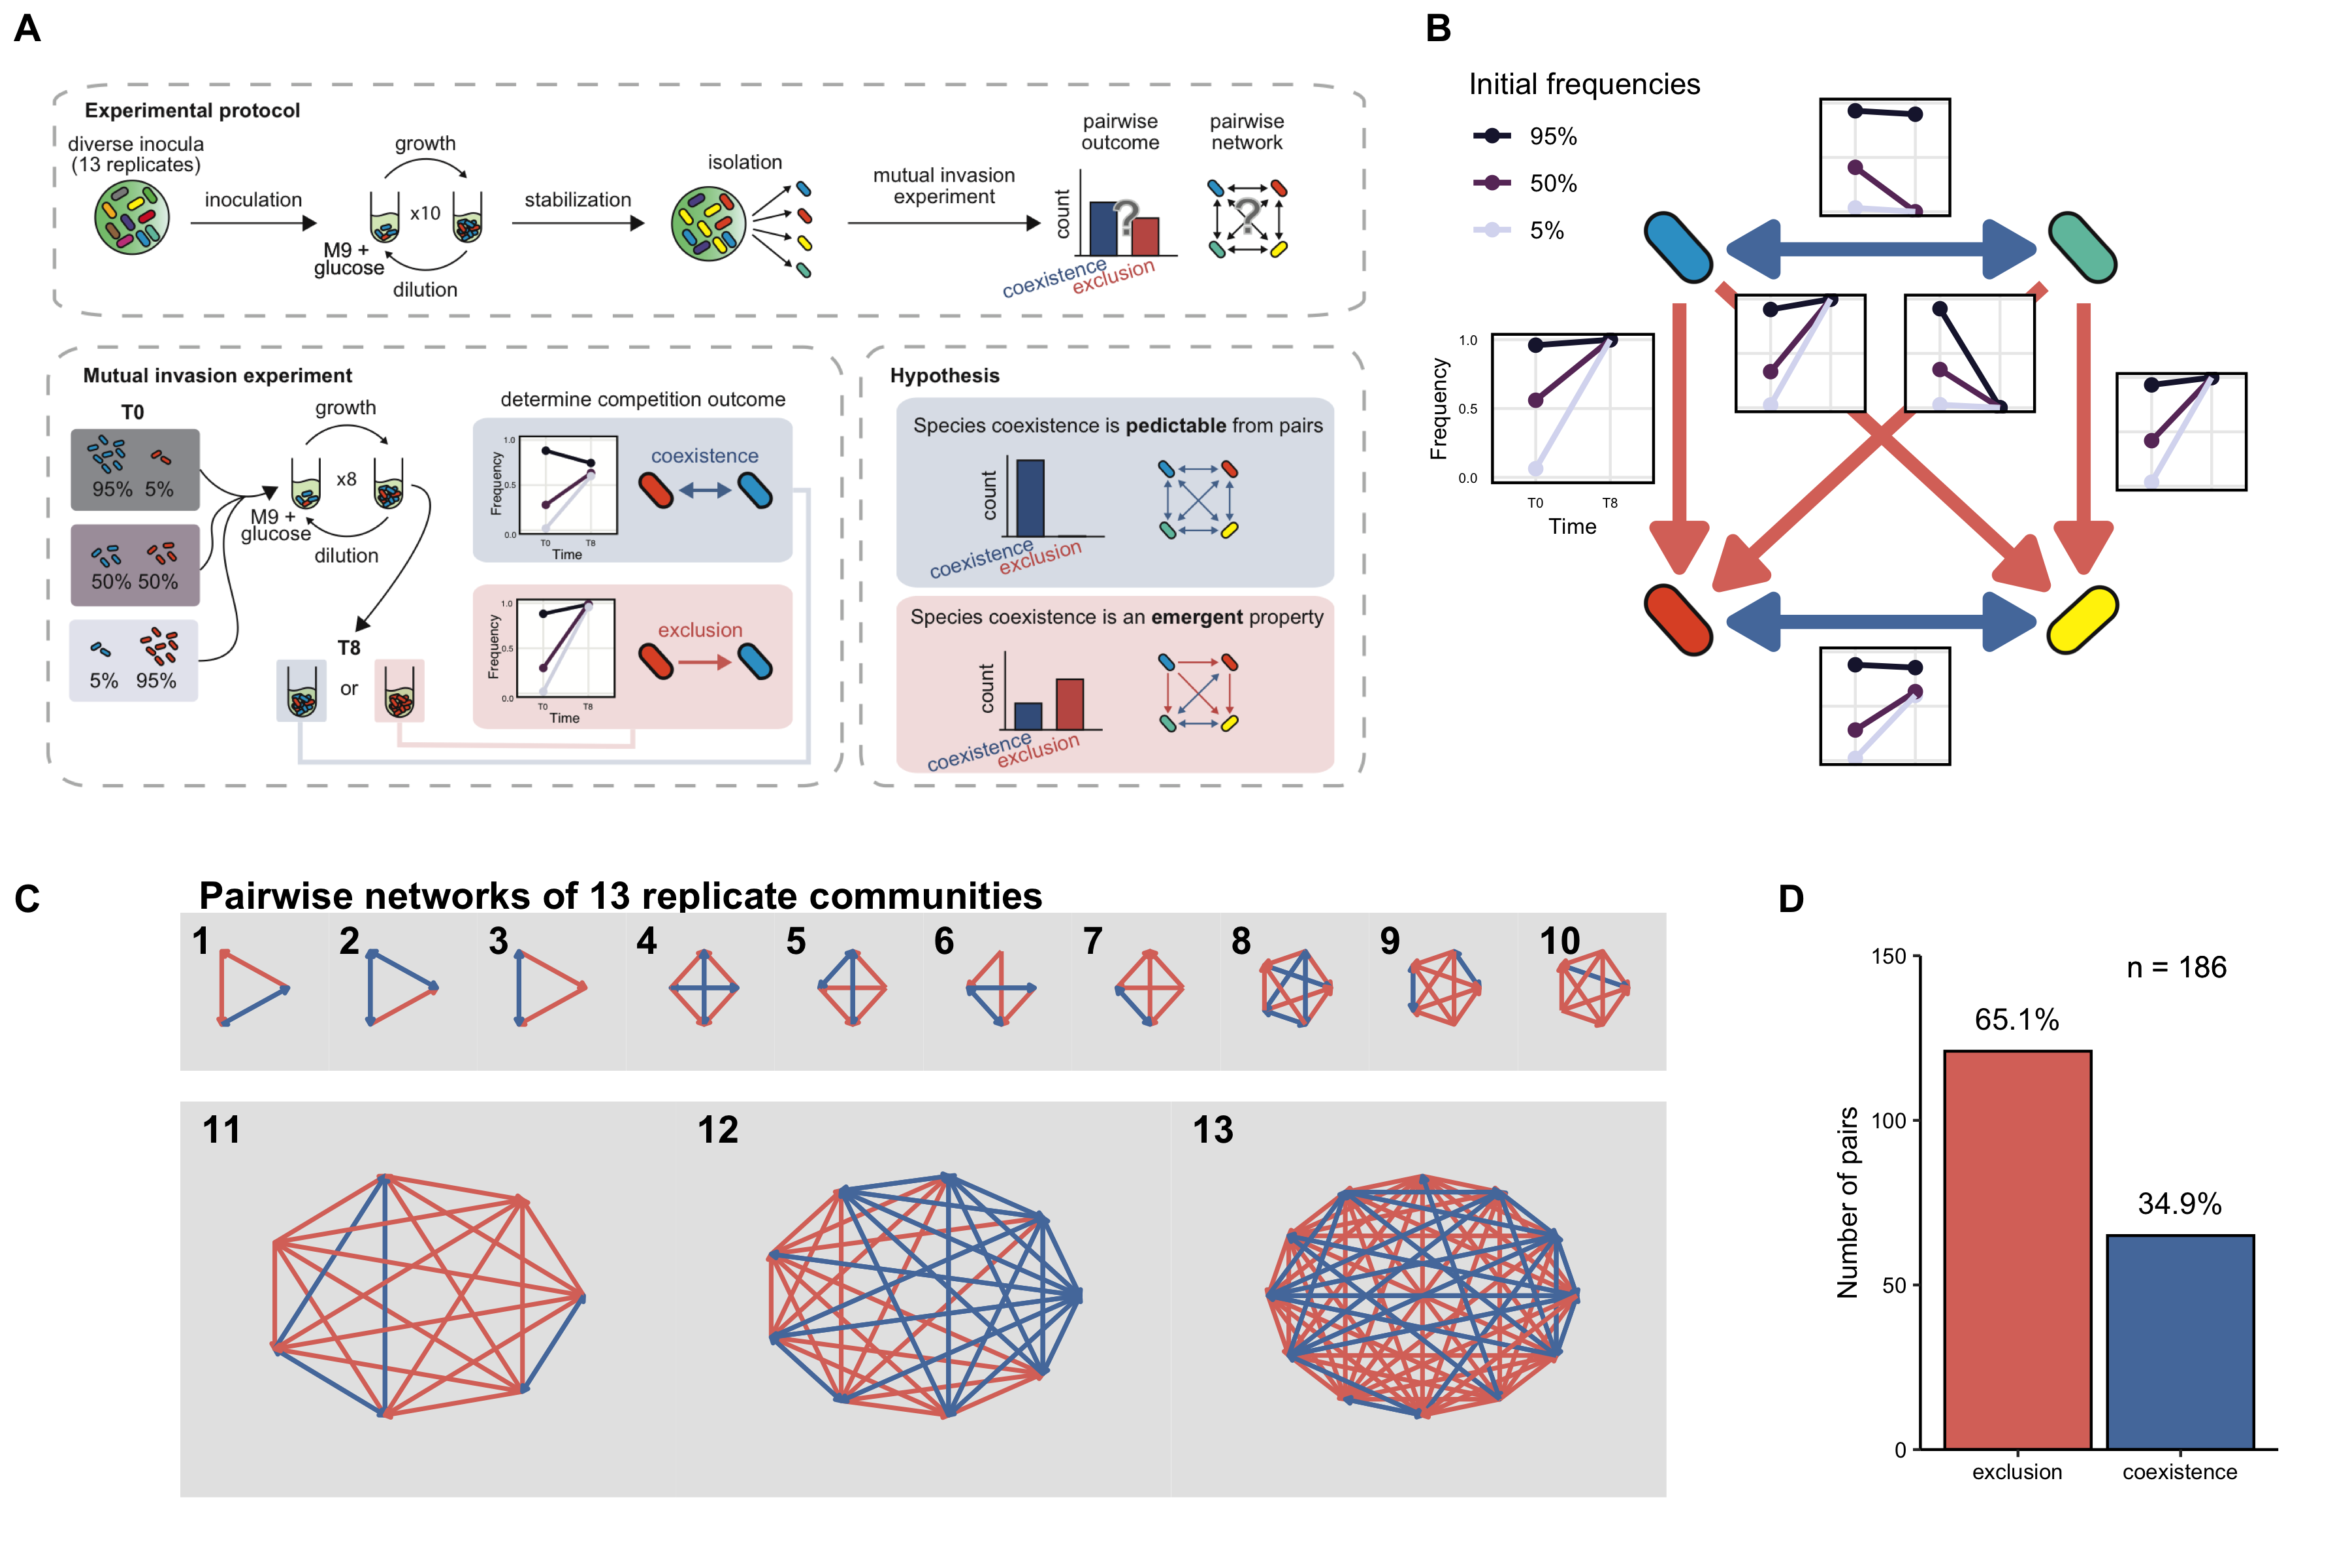 A
Experimental protocol
diverse inocula
(13 replicates)
inoculation
growth
x10
M9 +
glucose
dilution
stabilization
isolation
mutual invasion
experiment
pairwise
outcome
count
?
coexistence
exclusion
pairwise
network
?
Mutual invasion experiment
T0
95% 5%
50% 50%
5% 95%
growth
x8
M9 +
glucose
dilution
T8
or
determine competition outcome
Frequency
1.0
0.5
0.0
T0 T8
Time
coexistence
Frequency
1.0
0.5
0.0
T0 T8
Time
exclusion
Hypothesis
Species coexistence is pedictable from pairs
count
coexistence
exclusion
Species coexistence is an emergent property
count
coexistence
exclusion
B
Initial frequencies
95%
50%
5%
Frequency
1.0
0.5
0.0
T0 T8
Time
C
Pairwise networks of 13 replicate communities
1 2 3 4 5 6 7 8 9 10
11 12 13
D
n = 186
Number of pairs
150
100
50
0
65.1%
34.9%
exclusion coexistence